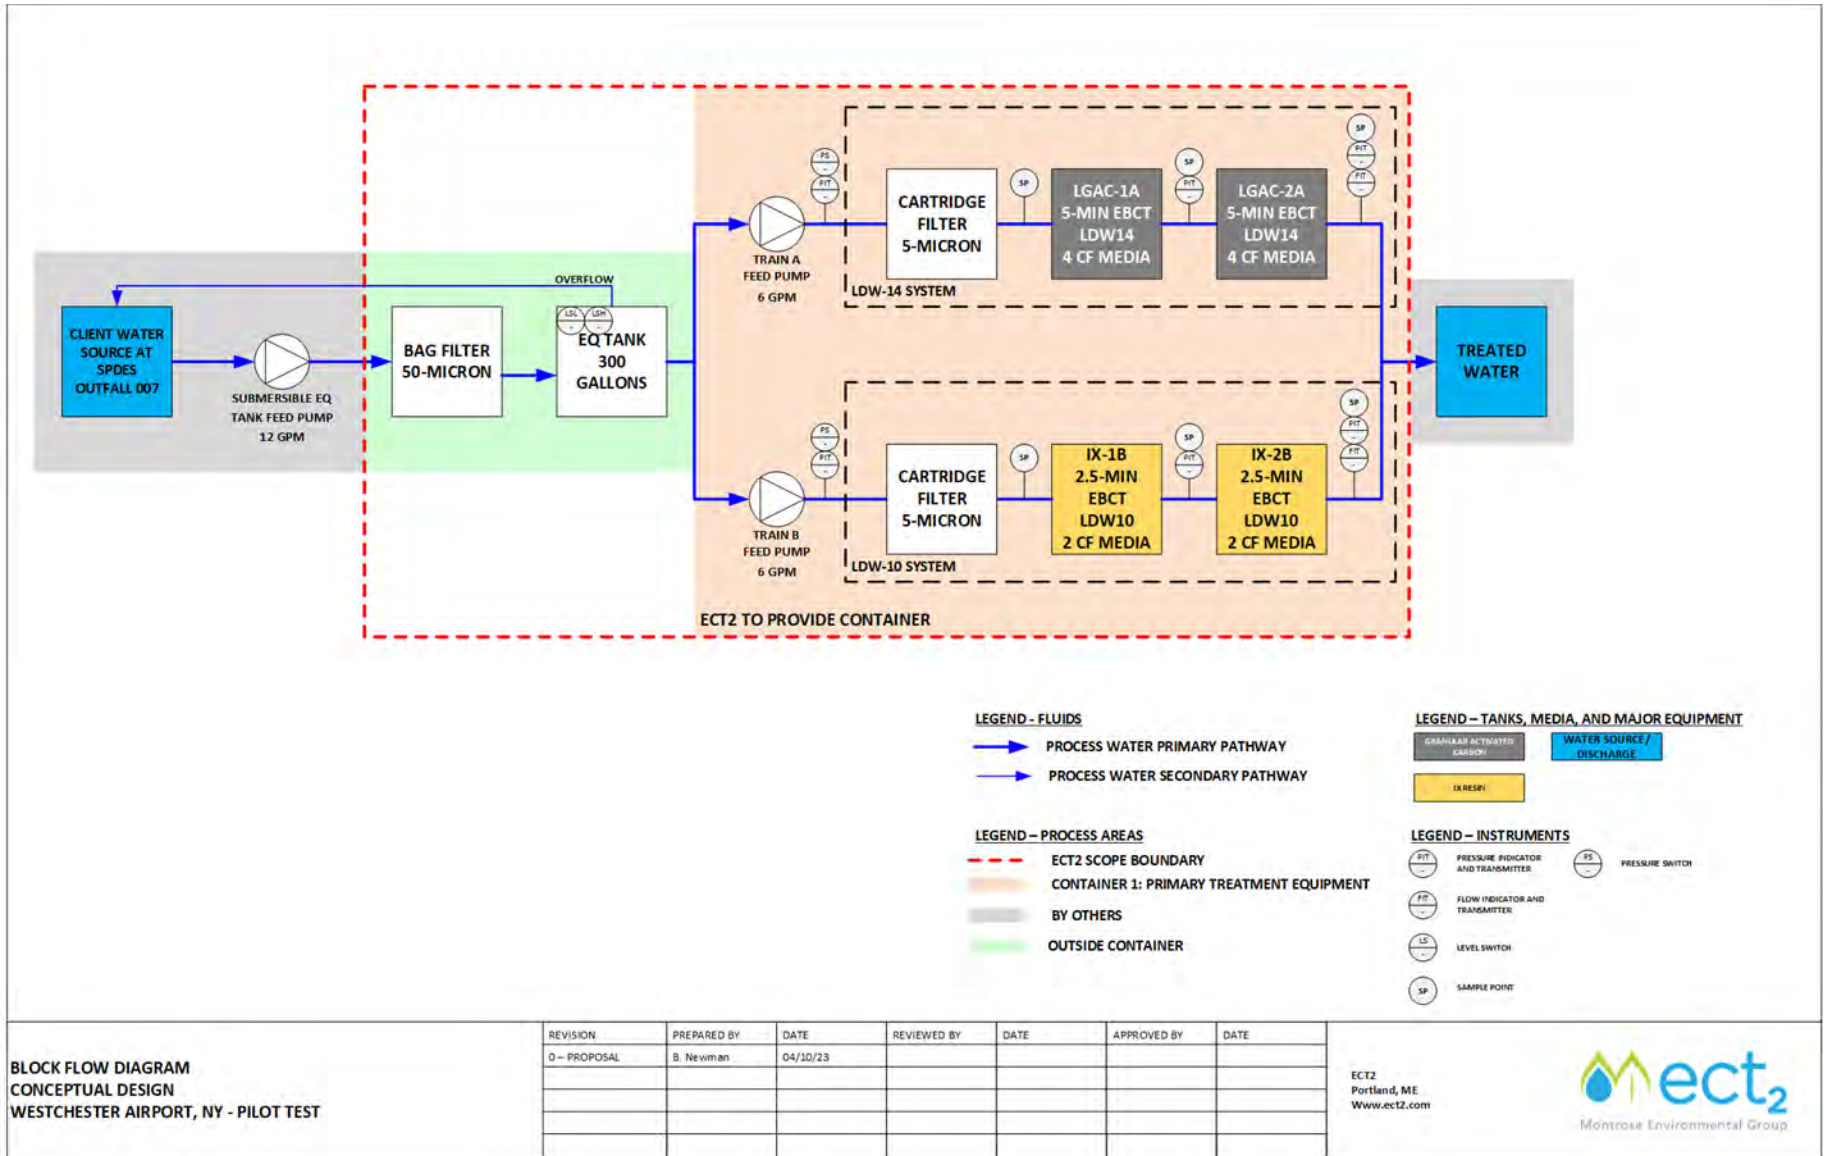 PS
-
PIT
-
SP
SP
PIT
-
SP
PIT
-
FIT
-
CARTRIDGE
FILTER
5-MICRON
LGAC-1A
5-MIN EBCT
LDW14
4 CF MEDIA
LGAC-2A
5-MIN EBCT
LDW14
4 CF MEDIA
TRAIN A
FEED PUMP
6 GPM
LDW-14 SYSTEM
OVERFLOW
CLIENT WATER
SOURCE AT
SPDES
OUTFALL 007
SUBMERSIBLE EQ
TANK FEED PUMP
12 GPM
BAG FILTER
50-MICRON
LSL
-
LSH
-
EQ TANK
300
GALLONS
TREATED
WATER
PS
-
PIT
-
SP
SP
PIT
-
SP
PIT
-
FIT
-
CARTRIDGE
FILTER
5-MICRON
IX-1B
2.5-MIN
EBCT
LDW10
2 CF MEDIA
IX-2B
2.5-MIN
EBCT
LDW10
2 CF MEDIA
TRAIN B
FEED PUMP
6 GPM
LDW-10 SYSTEM
ECT2 TO PROVIDE CONTAINER
LEGEND - FLUIDS
PROCESS WATER PRIMARY PATHWAY
PROCESS WATER SECONDARY PATHWAY
LEGEND – TANKS, MEDIA, AND MAJOR EQUIPMENT
GRANULAR ACTIVATED
CARBON
WATER SOURCE/
DISCHARGE
IX RESIN
LEGEND – PROCESS AREAS
ECT2 SCOPE BOUNDARY
CONTAINER 1: PRIMARY TREATMENT EQUIPMENT
BY OTHERS
OUTSIDE CONTAINER
LEGEND – INSTRUMENTS
PIT
-
PRESSURE INDICATOR
AND TRANSMITTER
PS
-
PRESSURE SWITCH
FIT
-
FLOW INDICATOR AND
TRANSMITTER
LS
-
LEVEL SWITCH
SP
SAMPLE POINT
BLOCK FLOW DIAGRAM
CONCEPTUAL DESIGN
WESTCHESTER AIRPORT, NY - PILOT TEST
REVISION PREPARED BY DATE REVIEWED BY DATE APPROVED BY DATE
0 – PROPOSAL B. Newman 04/10/23
ECT2
Portland, ME
Www.ect2.com
ect2
Montrose Environmental Group